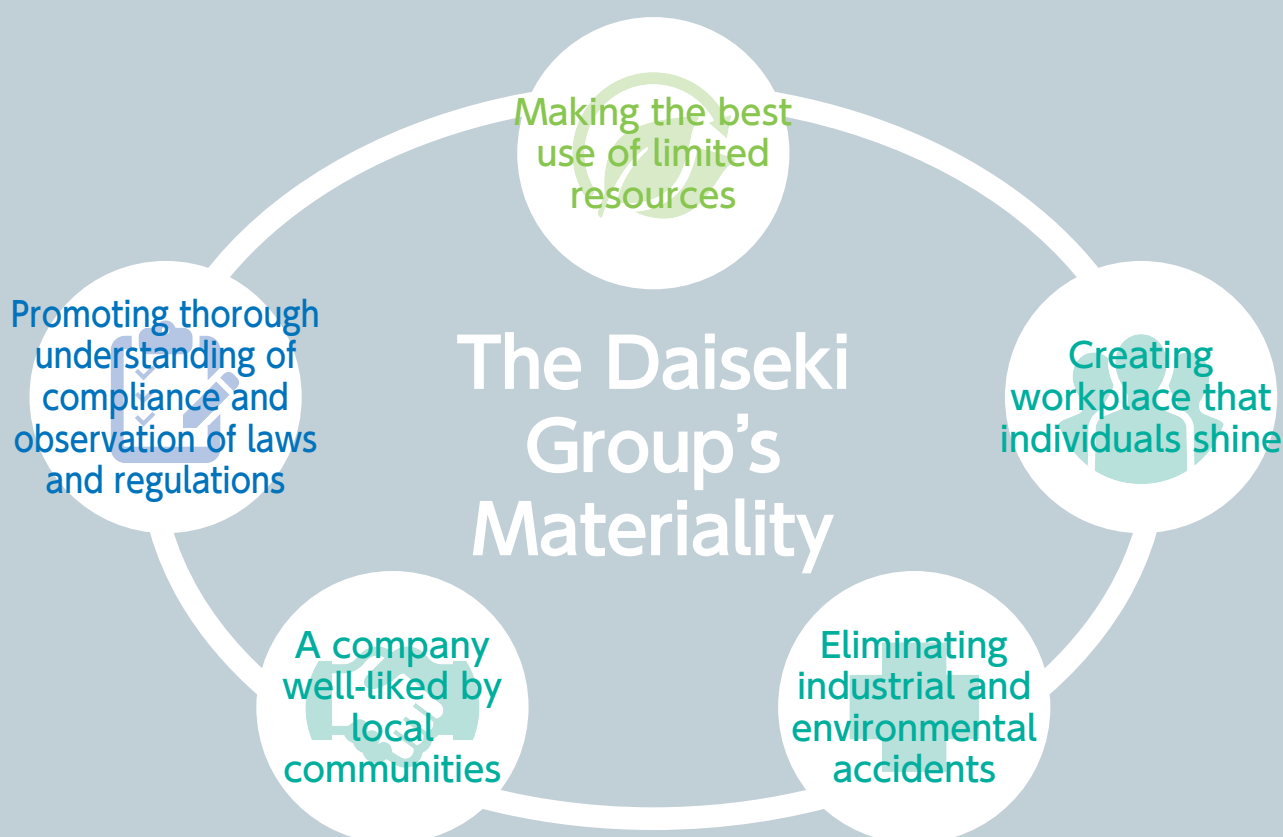 Making the best
use of limited
resources
Promoting thorough
understanding of
compliance and
observation of laws
and regulations
The Daiseki
Group’s
Materiality
Creating
workplace that
individuals shine
A company
well-liked by
local
communities
Eliminating
industrial and
environmental
accidents